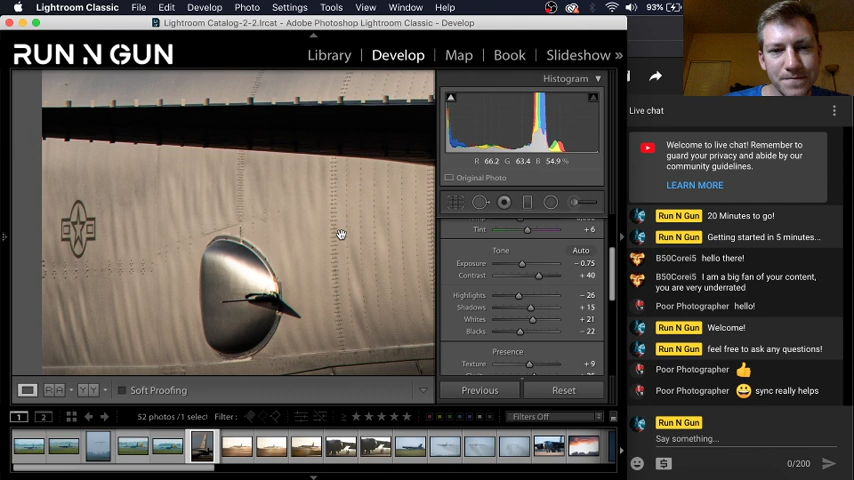 Lightroom Classic File Edit Develop Photo Settings Tools View Window Help 93%
Lightroom Catalog-2-2.lrcat - Adobe Photoshop Lightroom Classic - Develop
RUN N GUN
Library | Develop | Map | Book | Slideshow »
Histogram
R 66.2 G 63.4 B 54.9 %
Original Photo
Tint + 6
Tone Auto
Exposure − 0.75
Contrast + 40
Highlights − 26
Shadows + 15
Whites + 21
Blacks − 22
Presence
Texture + 9
Previous Reset
Soft Proofing
1 2 52 photos /1 select Filter: Filters Off
Live chat
Welcome to live chat! Remember to
guard your privacy and abide by our
community guidelines.
LEARN MORE
Run N Gun 20 Minutes to go!
Run N Gun Getting started in 5 minutes...
B50Corei5 hello there!
B50Corei5 I am a big fan of your content,
you are very underrated
Poor Photographer hello!
Run N Gun Welcome!
Run N Gun feel free to ask any questions!
Poor Photographer 👍
Poor Photographer 😀 sync really helps
Run N Gun
Say something...
0/200